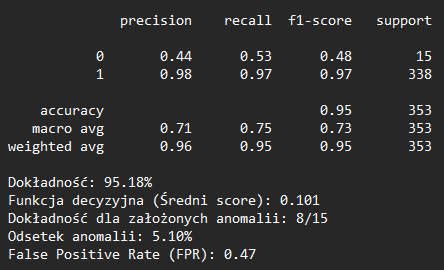 precision recall f1-score support
0 0.44 0.53 0.48 15
1 0.98 0.97 0.97 338
accuracy 0.95 353
macro avg 0.71 0.75 0.73 353
weighted avg 0.96 0.95 0.95 353
Dokładność: 95.18%
Funkcja decyzyjna (Średni score): 0.101
Dokładność dla założonych anomalii: 8/15
Odsetek anomalii: 5.10%
False Positive Rate (FPR): 0.47